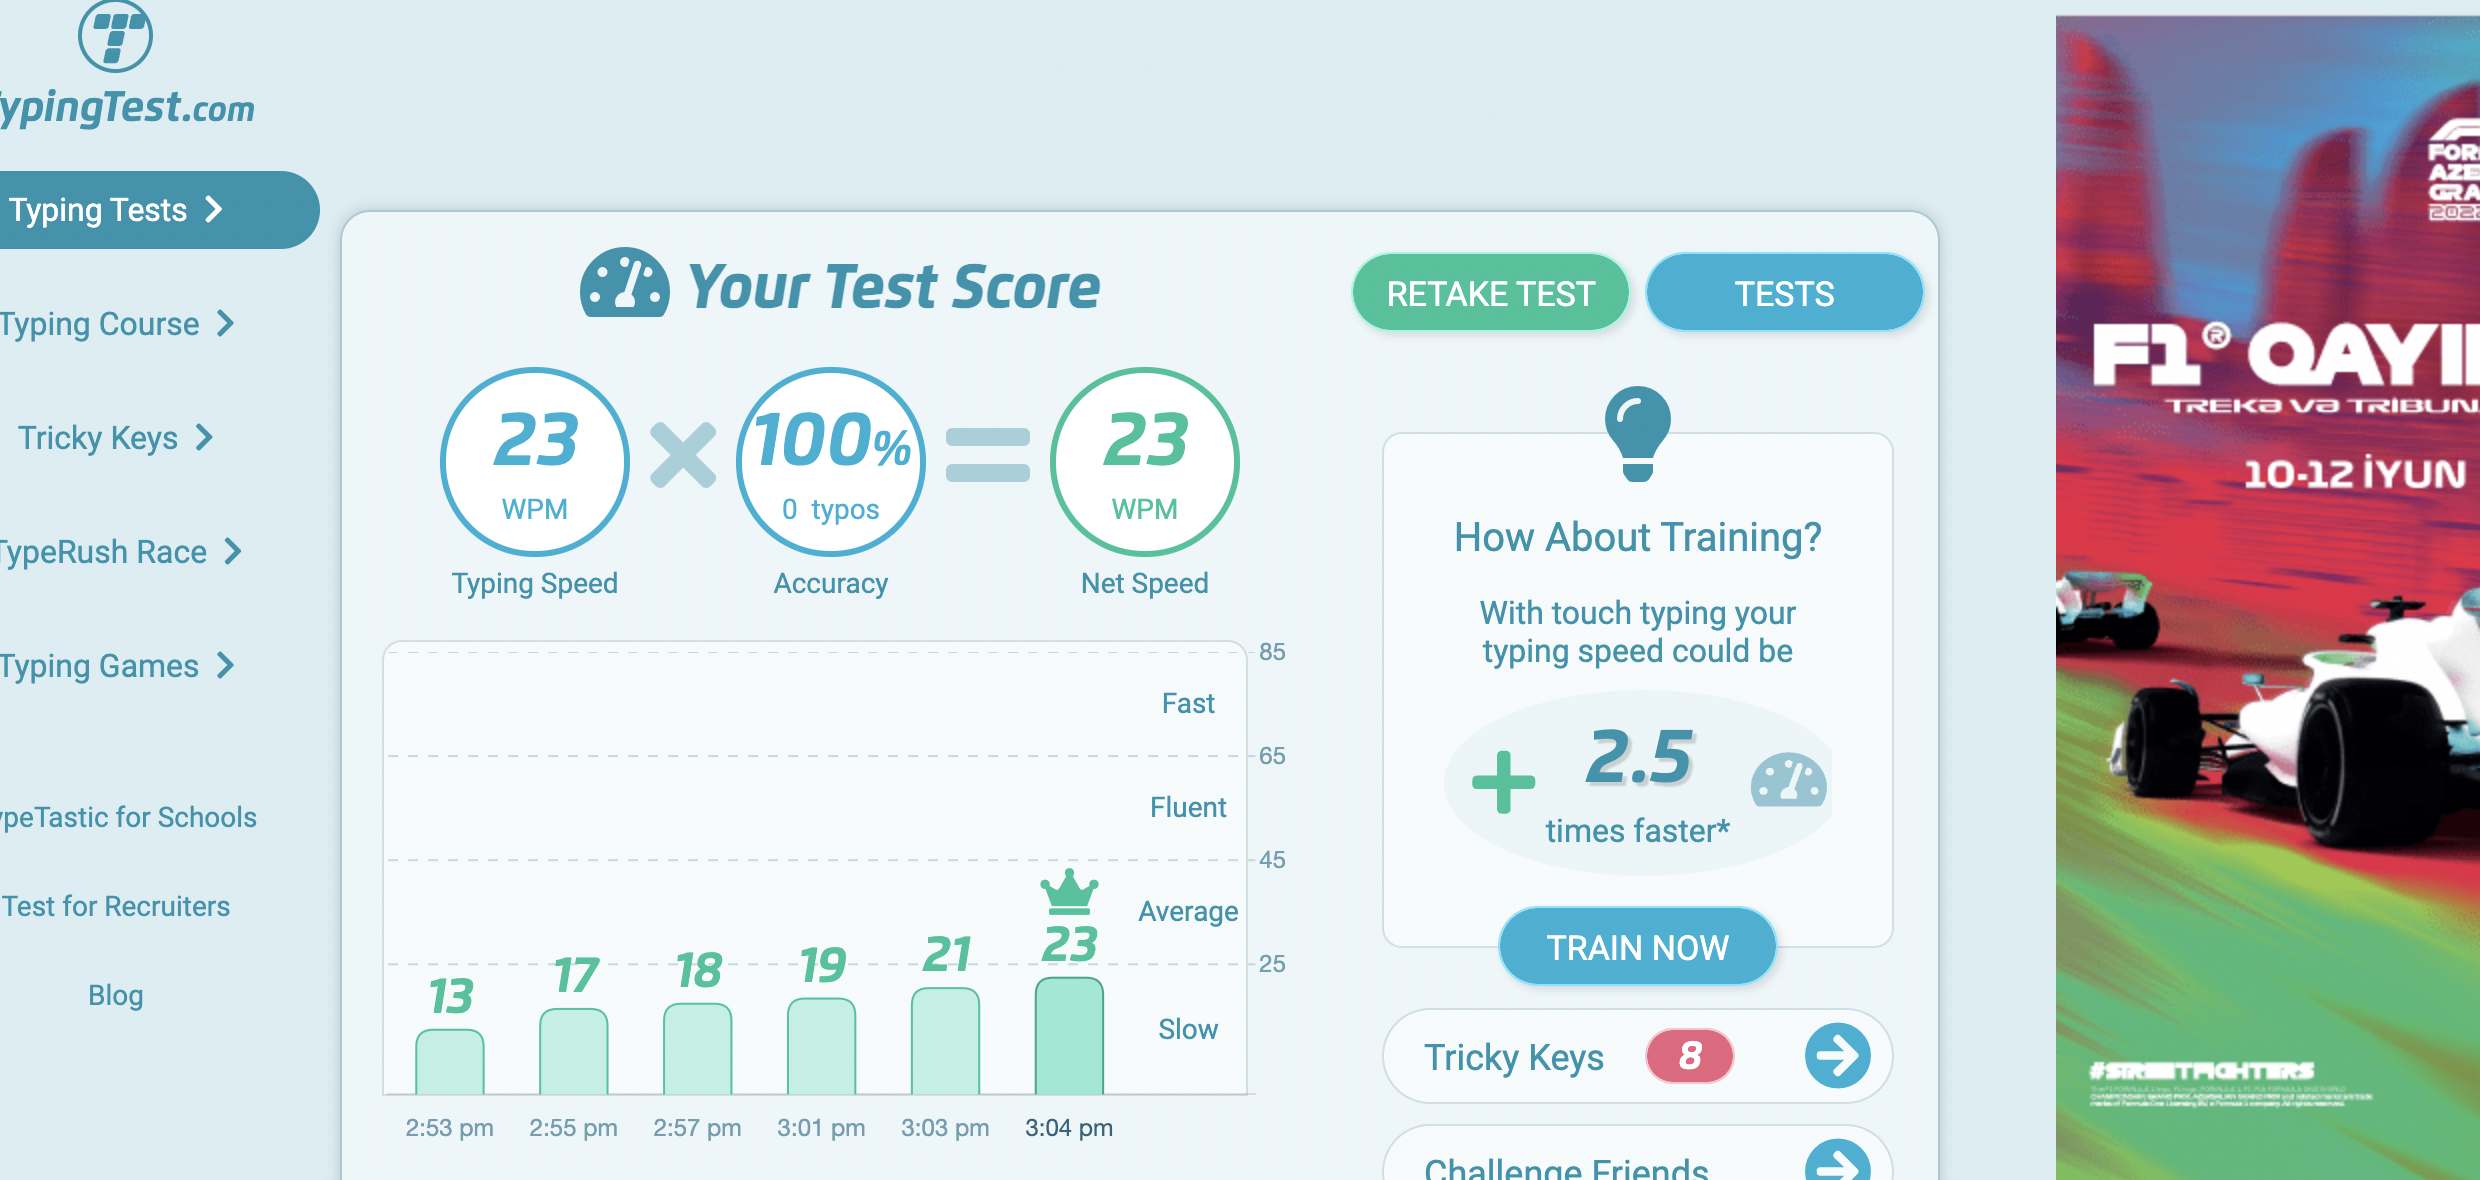 ypingTest.com
Typing Tests
Typing Course
Tricky Keys
TypeRush Race
Typing Games
ypeTastic for Schools
Test for Recruiters
Blog
Your Test Score
RETAKE TEST
TESTS
23
WPM
Typing Speed
100%
0 typos
Accuracy
23
WPM
Net Speed
85
Fast
65
Fluent
45
Average
25
Slow
13
17
18
19
21
23
2:53 pm
2:55 pm
2:57 pm
3:01 pm
3:03 pm
3:04 pm
How About Training?
With touch typing your
typing speed could be
2.5
times faster*
TRAIN NOW
Tricky Keys
8
Challenge Friends
FOR
AZE
GRA
F1® QAYI
TREKƏ VƏ TRİBUN
10-12 İYUN
#STREETFIGHTERS